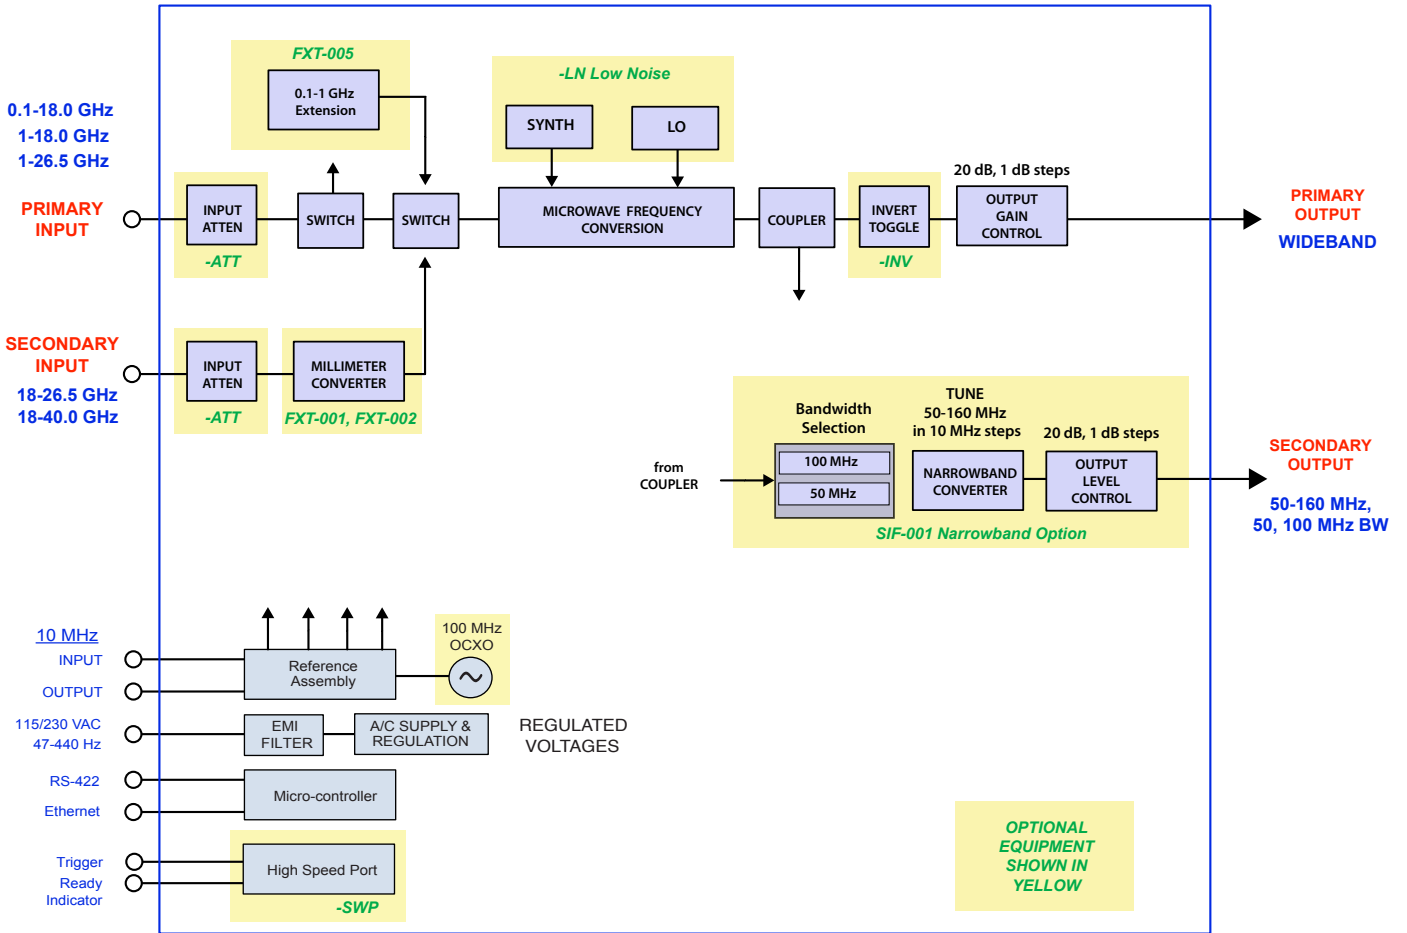 FXT-005
0.1-1 GHz
Extension
-LN Low Noise
SYNTH
LO
0.1-18.0 GHz
1-18.0 GHz
1-26.5 GHz
PRIMARY
INPUT
INPUT
ATTEN
-ATT
SWITCH
SWITCH
MICROWAVE FREQUENCY
CONVERSION
COUPLER
INVERT
TOGGLE
-INV
20 dB, 1 dB steps
OUTPUT
GAIN
CONTROL
PRIMARY
OUTPUT
WIDEBAND
SECONDARY
INPUT
18-26.5 GHz
18-40.0 GHz
INPUT
ATTEN
-ATT
MILLIMETER
CONVERTER
FXT-001, FXT-002
from
COUPLER
Bandwidth
Selection
100 MHz
50 MHz
TUNE
50-160 MHz
in 10 MHz steps
NARROWBAND
CONVERTER
20 dB, 1 dB steps
OUTPUT
LEVEL
CONTROL
SIF-001 Narrowband Option
SECONDARY
OUTPUT
50-160 MHz,
50, 100 MHz BW
10 MHz
INPUT
OUTPUT
Reference
Assembly
100 MHz
OCXO
115/230 VAC
47-440 Hz
EMI
FILTER
A/C SUPPLY &
REGULATION
REGULATED
VOLTAGES
RS-422
Ethernet
Micro-controller
Trigger
Ready
Indicator
High Speed Port
-SWP
OPTIONAL
EQUIPMENT
SHOWN IN
YELLOW